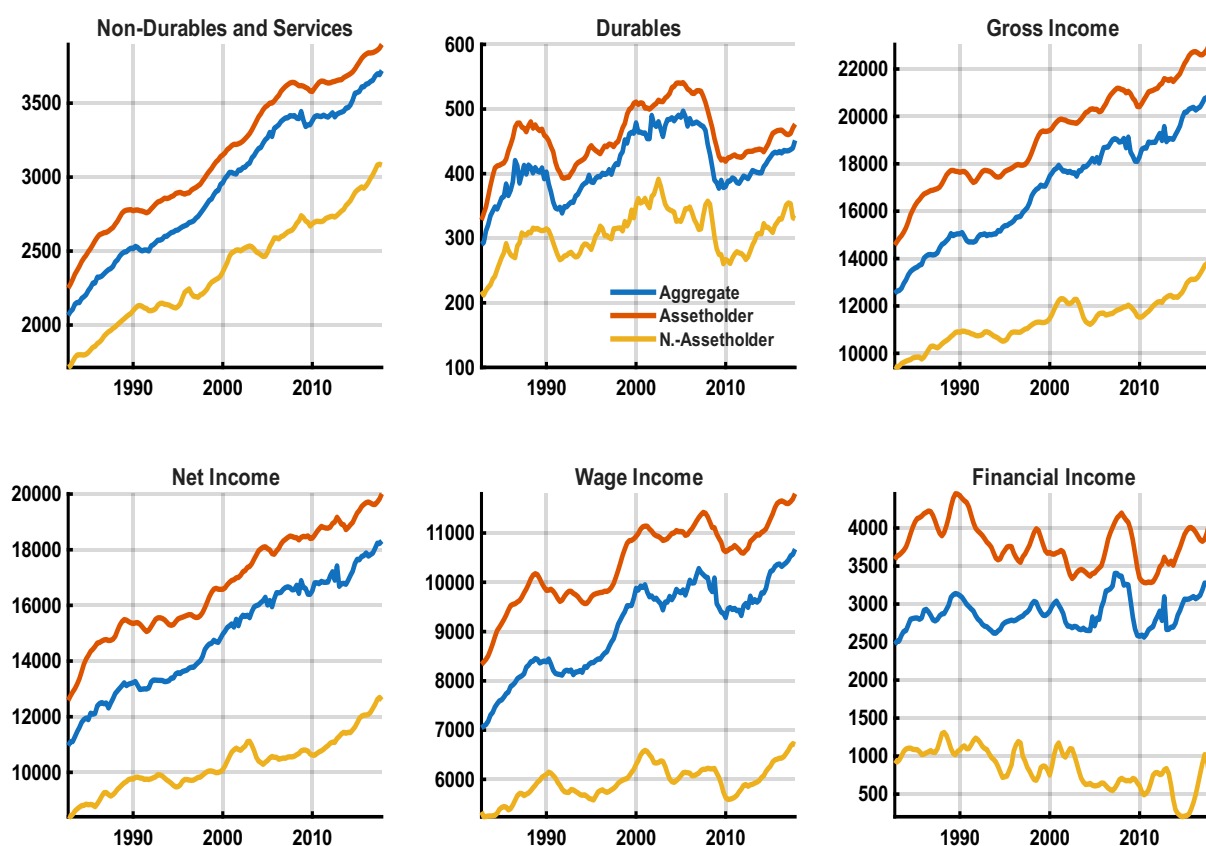 Non-Durables and Services
3500
3000
2500
2000
1990 2000 2010
Durables
600
500
400
300
200
100
Aggregate
Assetholder
N.-Assetholder
1990 2000 2010
Gross Income
22000
20000
18000
16000
14000
12000
10000
1990 2000 2010
Net Income
20000
18000
16000
14000
12000
10000
1990 2000 2010
Wage Income
11000
10000
9000
8000
7000
6000
1990 2000 2010
Financial Income
4000
3500
3000
2500
2000
1500
1000
500
1990 2000 2010